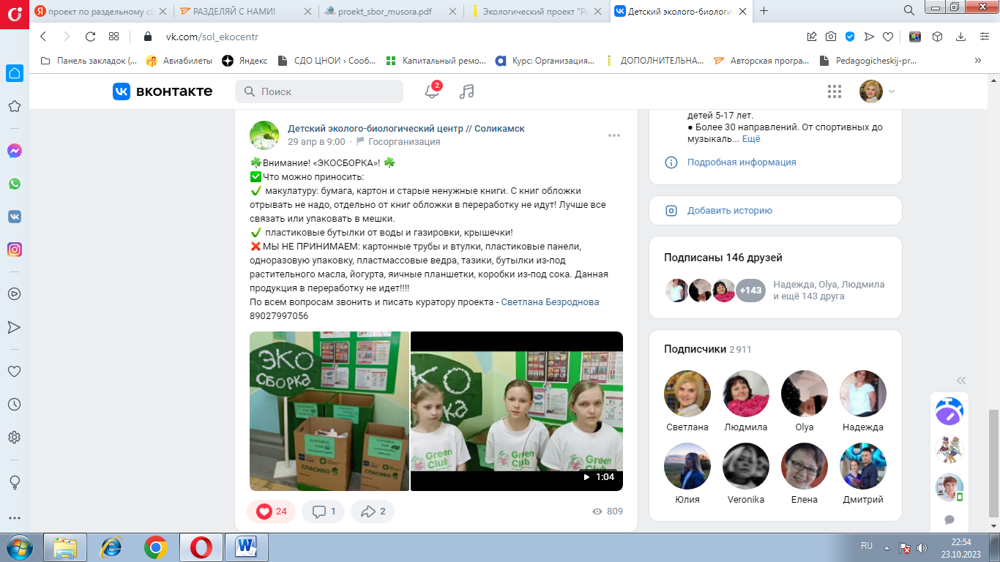 проект по раздельному сб
РАЗДЕЛЯЙ С НАМИ!
proekt_sbor_musora.pdf
Экологический проект "Ра
Детский эколого-биологич
vk.com/sol_ekocentr
Панель закладок (...
Авиабилеты
Яндекс
СДО ЦНОИ › Сооб...
Капитальный ремо...
Курс: Организация...
ДОПОЛНИТЕЛЬНА...
Авторская програ...
Pedagogicheskij-pr...
вконтакте
Поиск
2
Детский эколого-биологический центр // Соликамск
29 апр в 9:00 · Госорганизация
☘Внимание! «ЭКОСБОРКА»! ☘
✅Что можно приносить:
✔ макулатуру: бумага, картон и старые ненужные книги. С книг обложки
отрывать не надо, отдельно от книг обложки в переработку не идут! Лучше все
связать или упаковать в мешки.
✔ пластиковые бутылки от воды и газировки, крышечки!
❌МЫ НЕ ПРИНИМАЕМ: картонные трубы и втулки, пластиковые панели,
одноразовую упаковку, пластмассовые ведра, тазики, бутылки из-под
растительного масла, йогурта, яичные планшетки, коробки из-под сока. Данная
продукция в переработку не идет!!!!
По всем вопросам звонить и писать куратору проекта - Светлана Безроднова
89027997056
ЭКО
СБОРКА
КОРОБКА
КОРОБКА
СПАСИБО
СПАСИБО
Green
Club
Green
Club
Green
Club
1:04
24
1
2
809
детей 5-17 лет.
● Более 30 направлений. От спортивных до
музыкаль... Ещё
Подробная информация
Добавить историю
Подписаны 146 друзей
+143
Надежда, Olya, Людмила
и ещё 143 друга
Подписчики 2 911
Светлана
Людмила
Olya
Надежда
Юлия
Veronika
Елена
Дмитрий
RU
22:54
23.10.2023